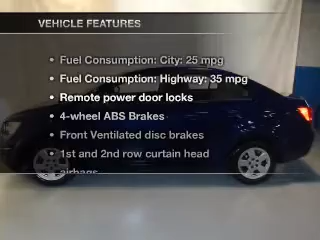 VEHICLE FEATURES
• Fuel Consumption: City: 25 mpg
• Fuel Consumption: Highway: 35 mpg
• Remote power door locks
• 4-wheel ABS Brakes
• Front Ventilated disc brakes
• 1st and 2nd row curtain head
airbags